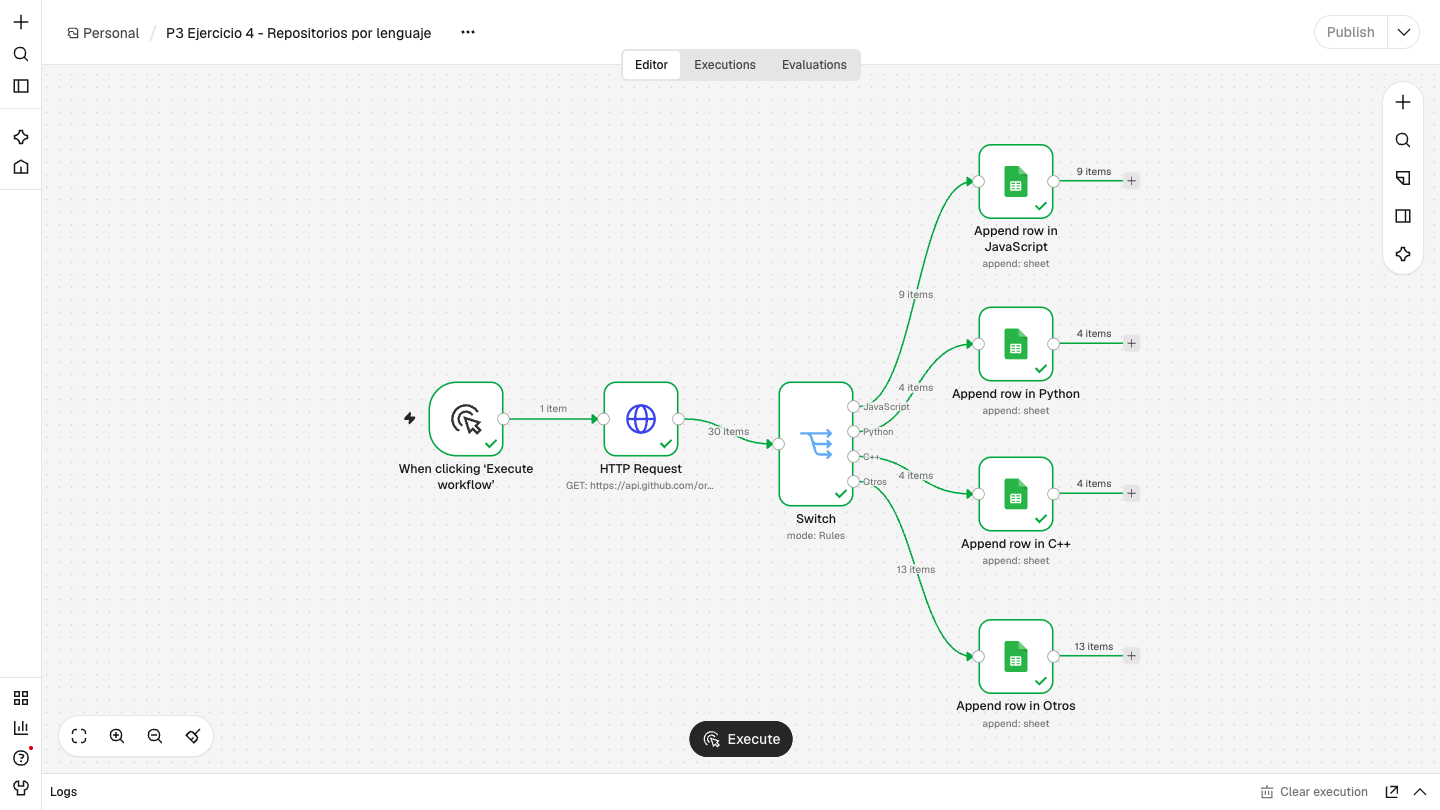 Personal / P3 Ejercicio 4 - Repositorios por lenguaje ...
Publish
Editor Executions Evaluations
9 items
Append row in
JavaScript
append: sheet
9 items
4 items
4 items
Append row in Python
append: sheet
1 item
30 items
JavaScript
Python
C++
Otros
When clicking ‘Execute
workflow’
HTTP Request
GET: https://api.github.com/or...
Switch
mode: Rules
4 items
4 items
Append row in C++
append: sheet
13 items
13 items
Append row in Otros
append: sheet
Execute
Logs
Clear execution